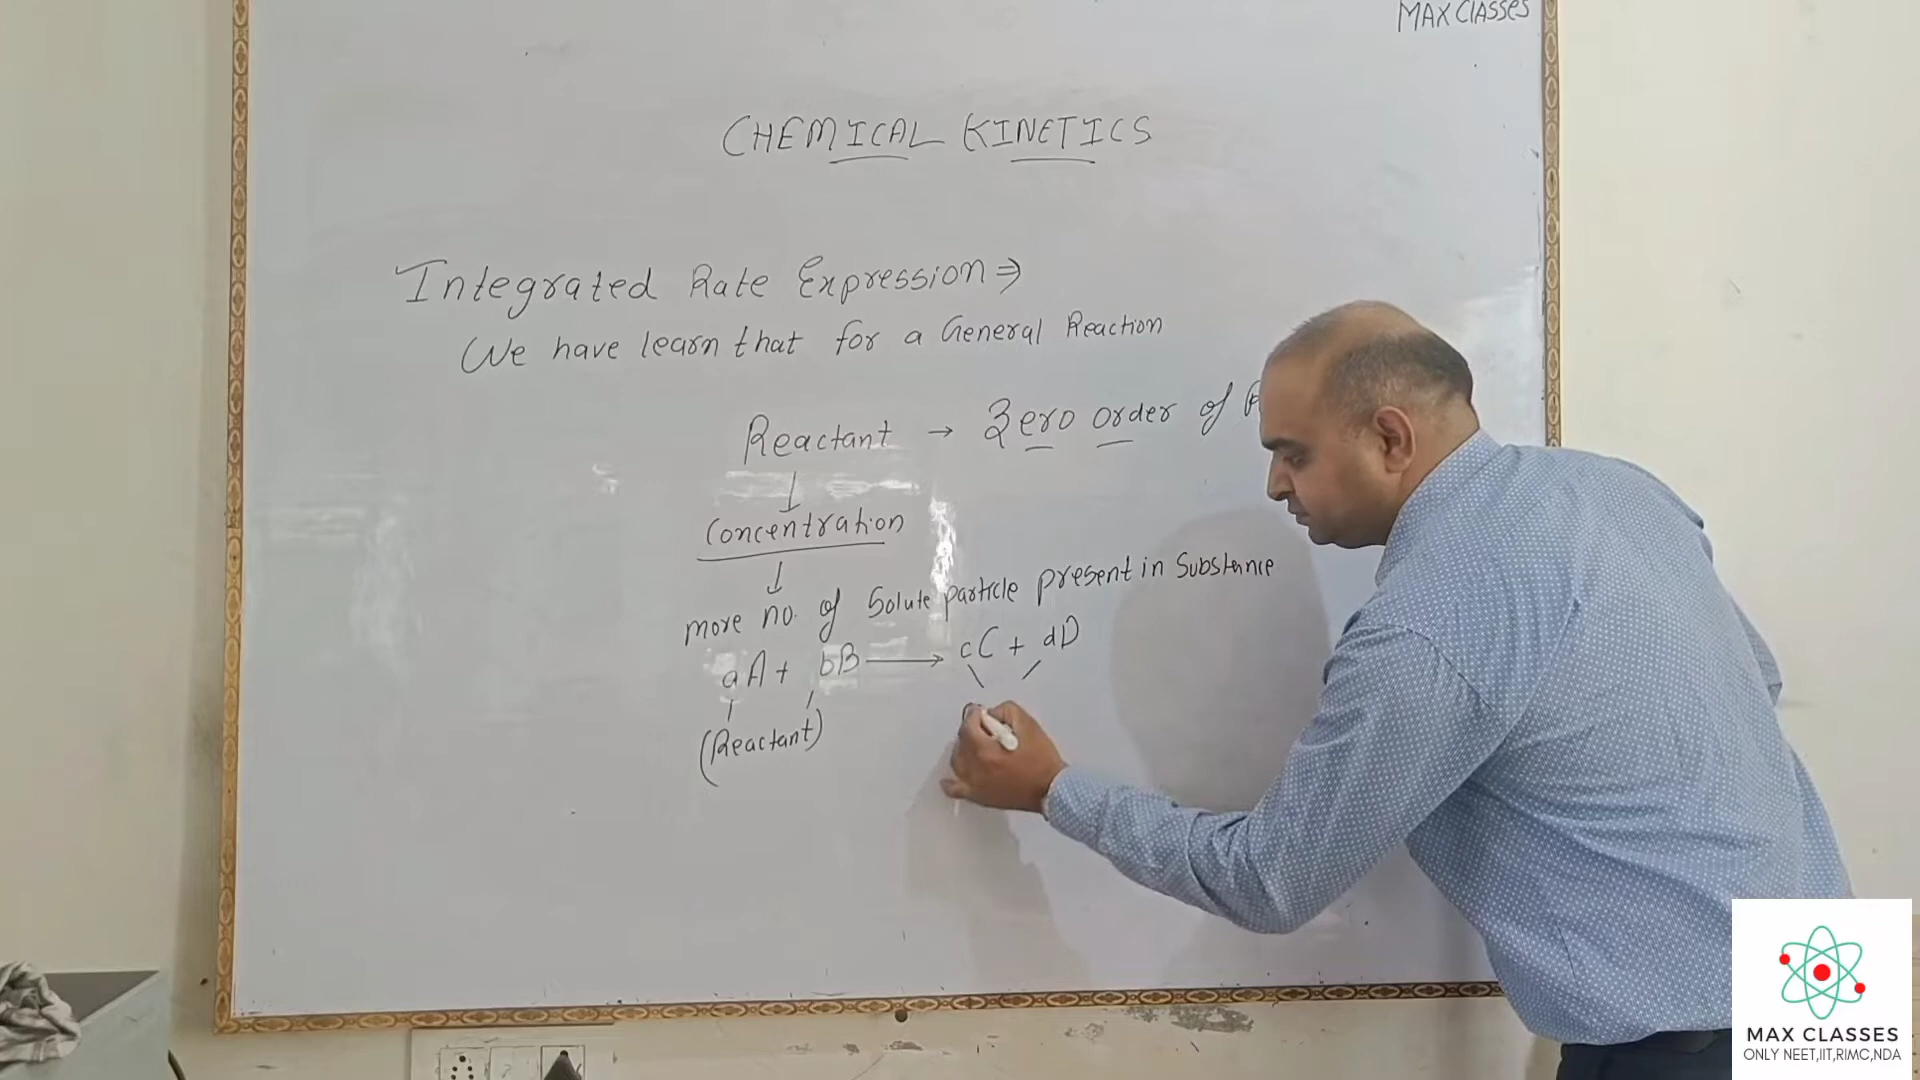 MAX CLASSES
CHEMICAL KINETICS
Integrated Rate Expression ⇒
We have learn that for a General Reaction
Reactant → Zero order of
↓
Concentration
↓
more no. of Solute particle present in Substance
aA + bB → cC + dD
(Reactant)
MAX CLASSES
ONLY NEET,IIT,RIMC,NDA